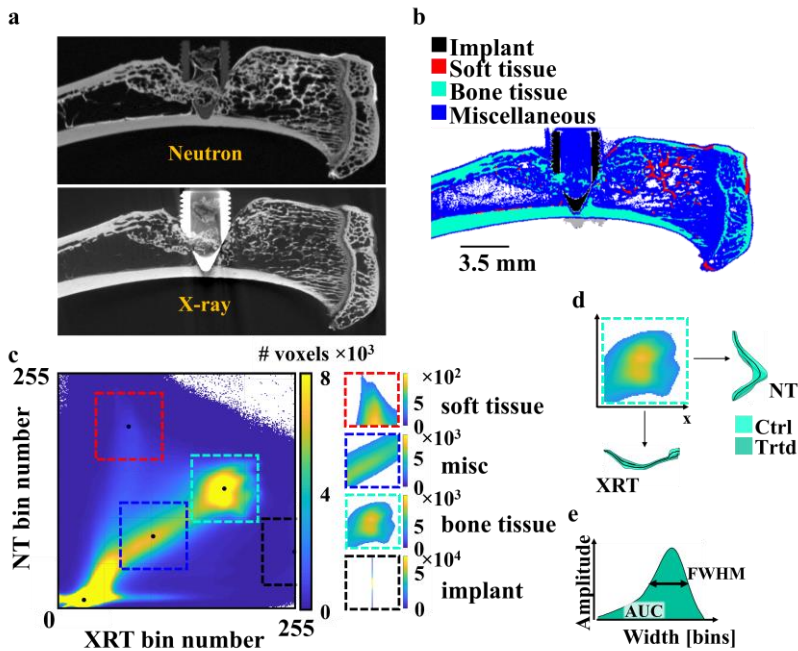 a
Neutron
X-ray
b
Implant
Soft tissue
Bone tissue
Miscellaneous
3.5 mm
c
# voxels ×10³
255
NT bin number
0
XRT bin number
255
8
4
0
×10²
5
0
soft tissue
×10³
5
0
misc
×10³
5
0
bone tissue
×10⁴
5
0
implant
d
x
NT
XRT
Ctrl
Trtd
e
Amplitude
FWHM
AUC
Width [bins]